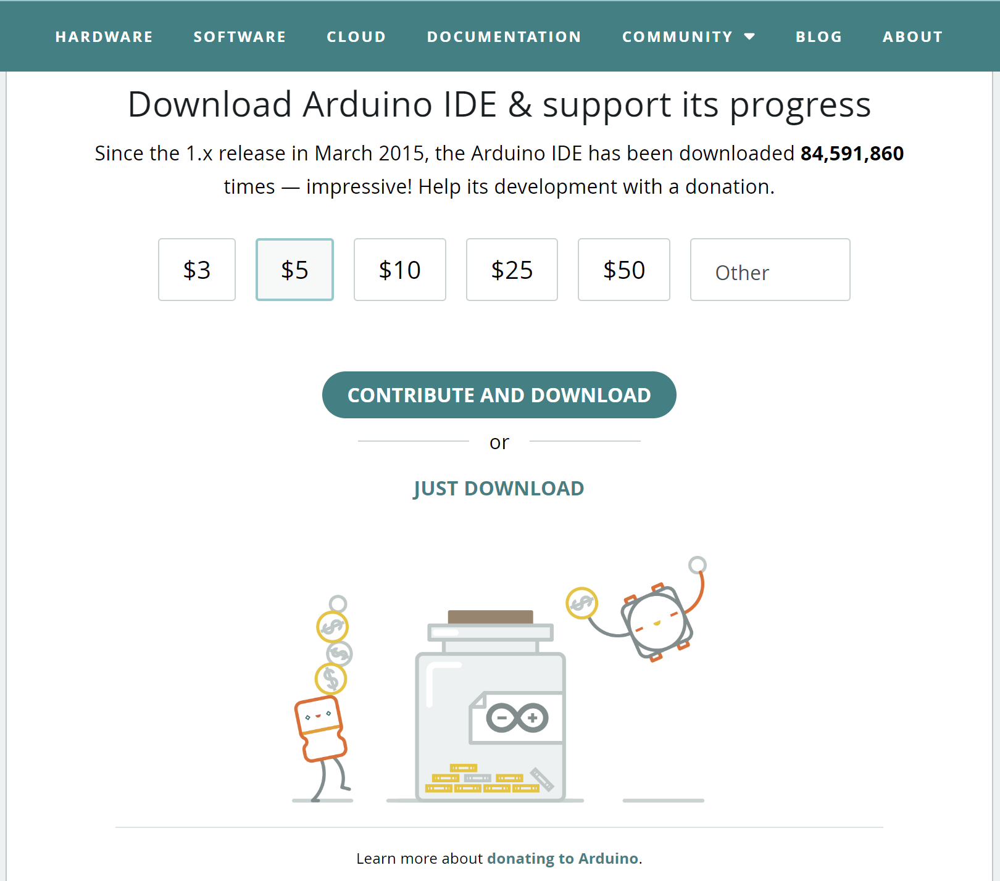 HARDWARE SOFTWARE CLOUD DOCUMENTATION COMMUNITY BLOG ABOUT
Download Arduino IDE & support its progress
Since the 1.x release in March 2015, the Arduino IDE has been downloaded 84,591,860
times — impressive! Help its development with a donation.
$3 $5 $10 $25 $50 Other
CONTRIBUTE AND DOWNLOAD
or
JUST DOWNLOAD
$
$
$
$
Learn more about donating to Arduino.